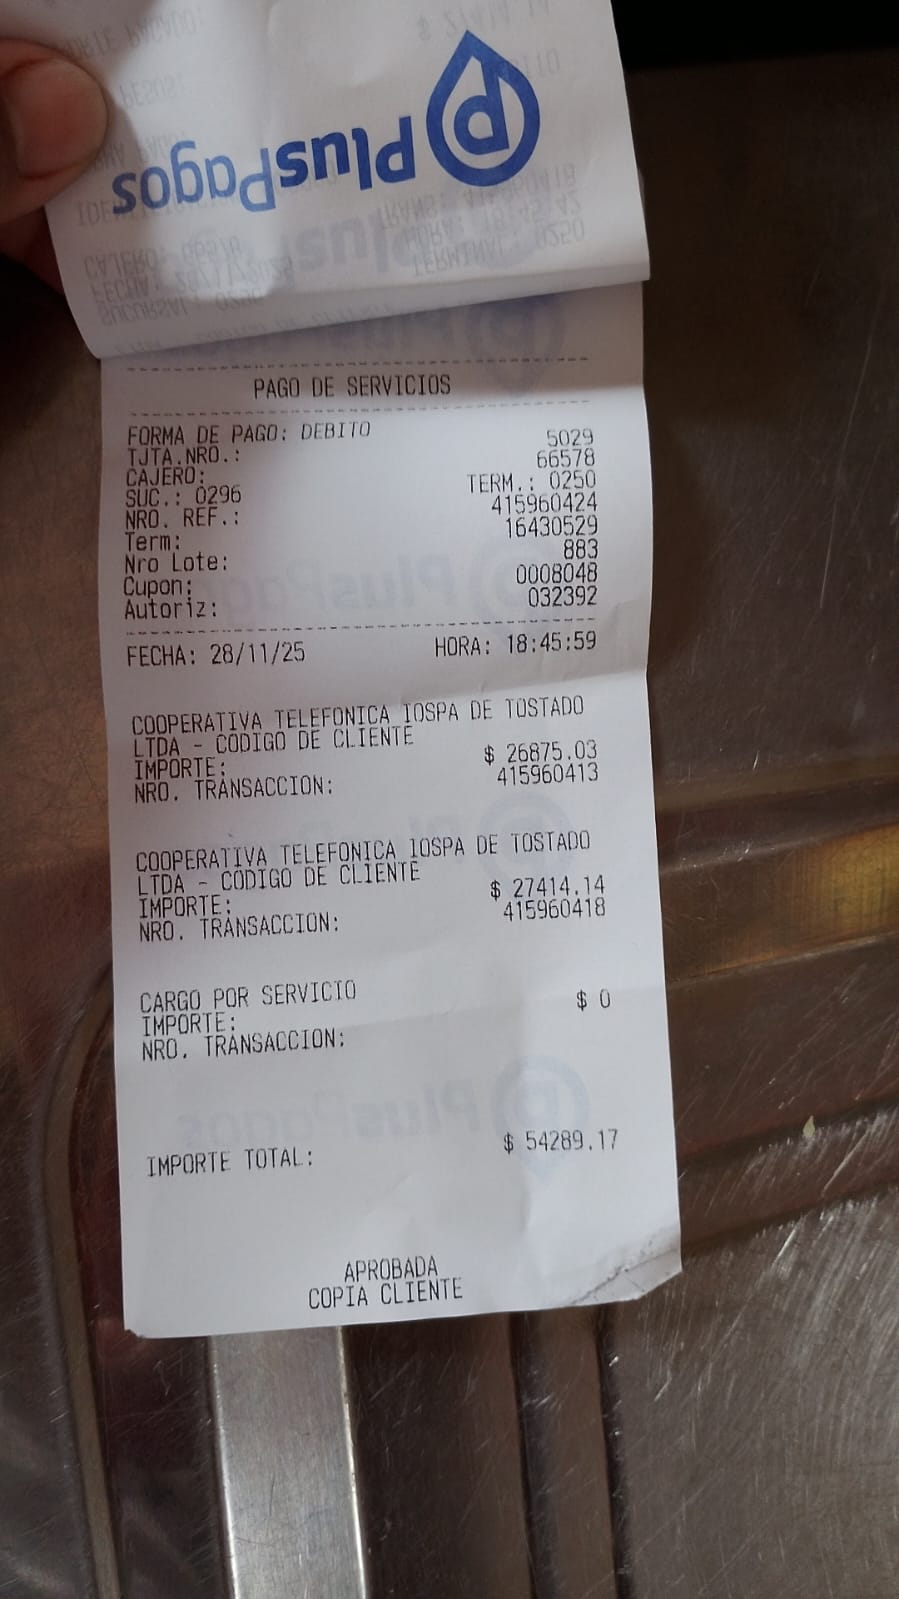 PlusPagos
PAGO DE SERVICIOS
FORMA DE PAGO: DEBITO
TJTA.NRO.: 5029
CAJERO: 66578
SUC.: 0296 TERM.: 0250
NRO. REF.: 415960424
Term: 16430529
Nro Lote: 883
Cupon: 0008048
Autoriz: 032392
FECHA: 28/11/25 HORA: 18:45:59
COOPERATIVA TELEFONICA IOSPA DE TOSTADO
LTDA - CODIGO DE CLIENTE
IMPORTE: $ 26875.03
NRO. TRANSACCION: 415960413
COOPERATIVA TELEFONICA IOSPA DE TOSTADO
LTDA - CODIGO DE CLIENTE
IMPORTE: $ 27414.14
NRO. TRANSACCION: 415960418
CARGO POR SERVICIO
IMPORTE: $ 0
NRO. TRANSACCION:
IMPORTE TOTAL: $ 54289.17
APROBADA
COPIA CLIENTE